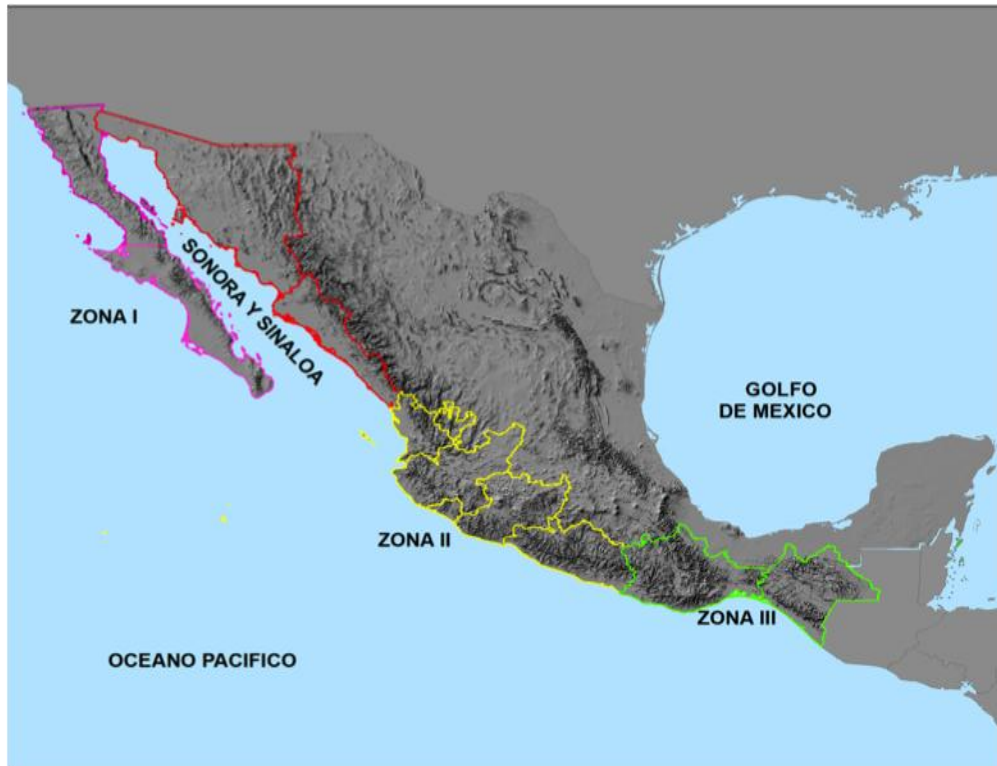 SONORA Y SINALOA
ZONA I
GOLFO
DE MEXICO
ZONA II
ZONA III
OCEANO PACIFICO